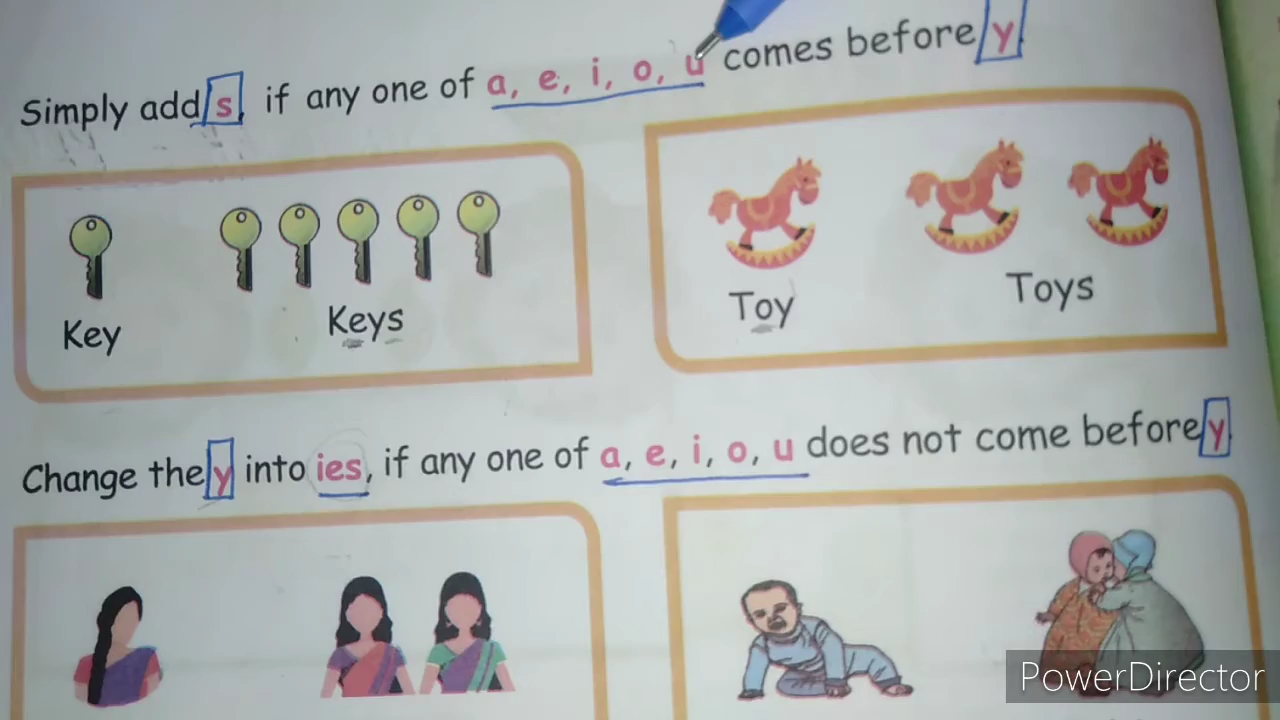 Simply add s, if any one of a, e, i, o, u comes before y
Key
Keys
Toy
Toys
Change the y into ies, if any one of a, e, i, o, u does not come before y
PowerDirector